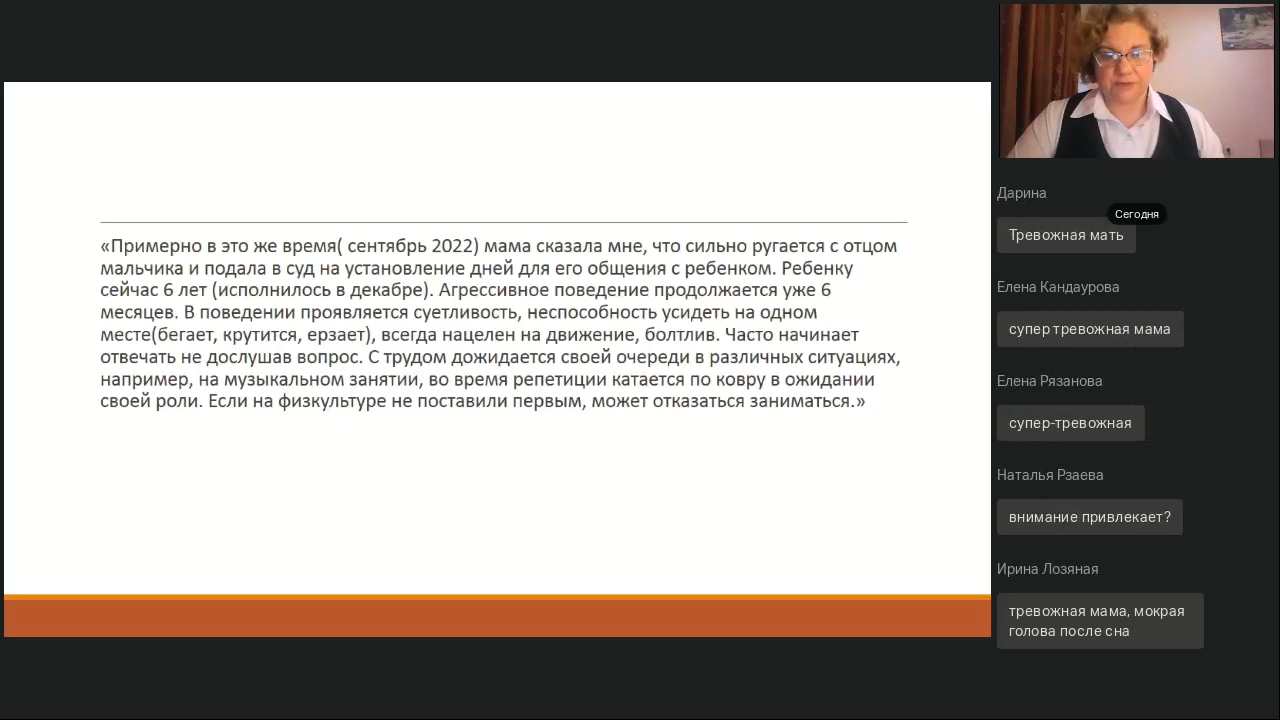 «Примерно в это же время( сентябрь 2022) мама сказала мне, что сильно ругается с отцом
мальчика и подала в суд на установление дней для его общения с ребенком. Ребенку
сейчас 6 лет (исполнилось в декабре). Агрессивное поведение продолжается уже 6
месяцев. В поведении проявляется суетливость, неспособность усидеть на одном
месте(бегает, крутится, ерзает), всегда нацелен на движение, болтлив. Часто начинает
отвечать не дослушав вопрос. С трудом дожидается своей очереди в различных ситуациях,
например, на музыкальном занятии, во время репетиции катается по ковру в ожидании
своей роли. Если на физкультуре не поставили первым, может отказаться заниматься.»
Дарина
Сегодня
Тревожная мать
Елена Кандаурова
супер тревожная мама
Елена Рязанова
супер-тревожная
Наталья Рзаева
внимание привлекает?
Ирина Лозяная
тревожная мама, мокрая
голова после сна